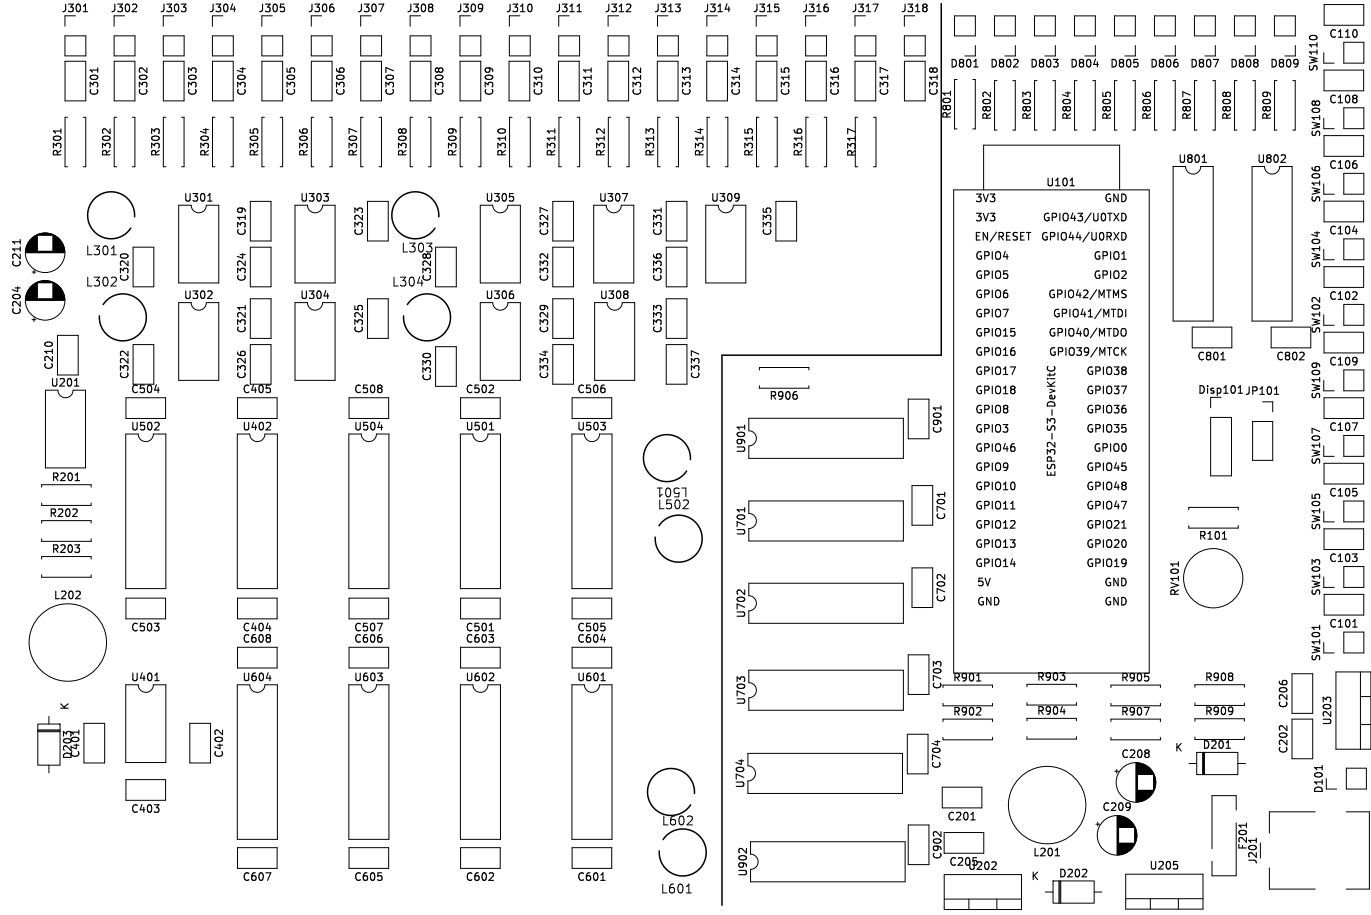 J301 J302 J303 J304 J305 J306 J307 J308 J309 J310 J311 J312 J313 J314 J315 J316 J317 J318
C301 C302 C303 C304 C305 C306 C307 C308 C309 C310 C311 C312 C313 C314 C315 C316 C317 C318
R301 R302 R303 R304 R305 R306 R307 R308 R309 R310 R311 R312 R313 R314 R315 R316 R317
D801 D802 D803 D804 D805 D806 D807 D808 D809
R801 R802 R803 R804 R805 R806 R807 R808 R809
C110
SW110
C108
SW108
C106
SW106
C104
SW104
C102
SW102
C109
SW109
C107
SW107
C105
SW105
C103
SW103
C101
SW101
U301 U303 U305 U307 U309
C319 C323 C327 C331 C335
L301 L303
C211
C320 C324 C328 C332 C336
L302 L304
C204
U302 U304 U306 U308
C321 C325 C329 C333
C210 C322 C326 C330 C334 C337
U201
C504 C405 C508 C502 C506
U502 U402 U504 U501 U503
R201
R202
R203
L501
L502
L202
C503 C404 C507 C501 C505
C608 C606 C603 C604
U401 U604 U603 U602 U601
K
D203
C401 C402
C403
L602
L601
C607 C605 C602 C601
U101
3V3 GND
3V3 GPIO43/U0TXD
EN/RESET GPIO44/U0RXD
GPIO4 GPIO1
GPIO5 GPIO2
GPIO6 GPIO42/MTMS
GPIO7 GPIO41/MTDI
GPIO15 GPIO40/MTDO
GPIO16 GPIO39/MTCK
GPIO17 GPIO38
GPIO18 GPIO37
GPIO8 GPIO36
GPIO3 GPIO35
GPIO46 GPIO0
GPIO9 GPIO45
GPIO10 GPIO48
GPIO11 GPIO47
GPIO12 GPIO21
GPIO13 GPIO20
GPIO14 GPIO19
5V GND
GND GND
ESP32-S3-DevKitC
U801 U802
C801 C802
Disp101 JP101
R101
RV101
R906
U901 C901
U701 C701
U702 C702
U703 C703
U704 C704
U902 C902
R901 R903 R905 R908
R902 R904 R907 R909
C206
U203
C202
K D201
C208
D101
C201
C209
L201
F201
J201
C205
U202
K D202
U205